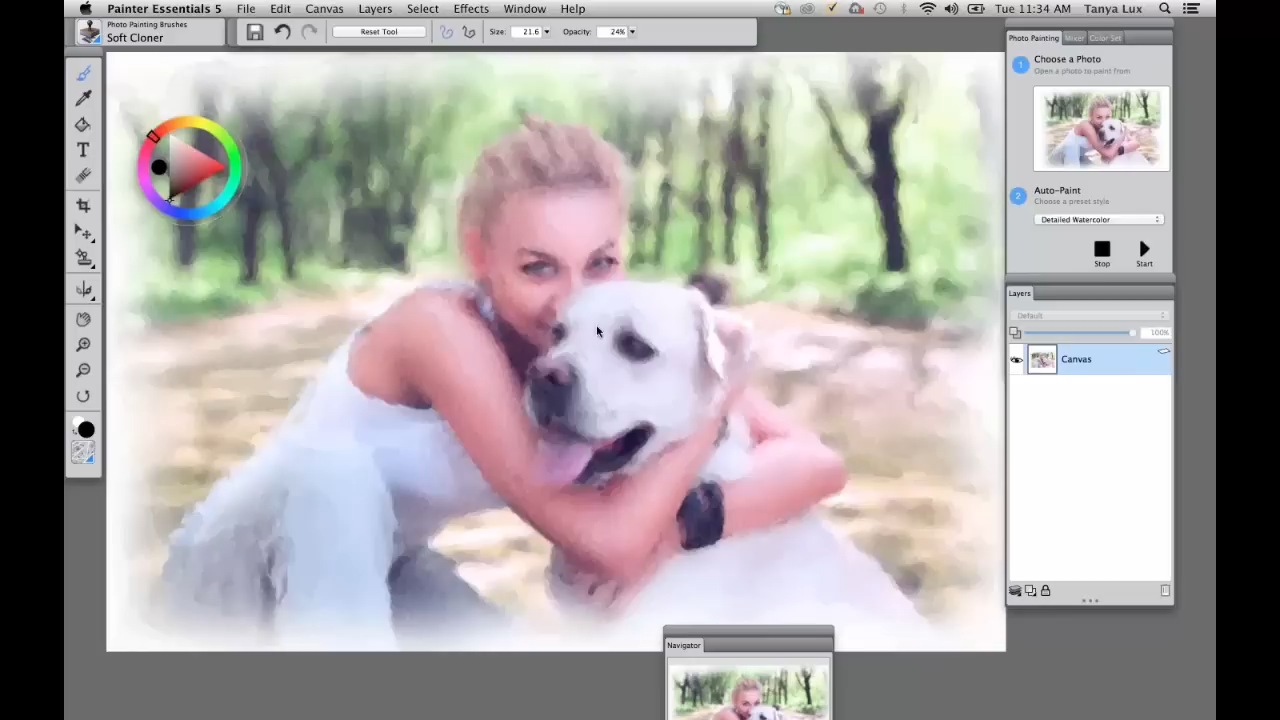 Painter Essentials 5 File Edit Canvas Layers Select Effects Window Help Tue 11:34 AM Tanya Lux
Photo Painting Brushes
Soft Cloner
Reset Tool Size: 21.6 Opacity: 24%
Photo Painting Mixer Color Set
1 Choose a Photo
Open a photo to paint from
2 Auto-Paint
Choose a preset style
Detailed Watercolor
Stop Start
Layers
Default
100%
Canvas
T
Navigator